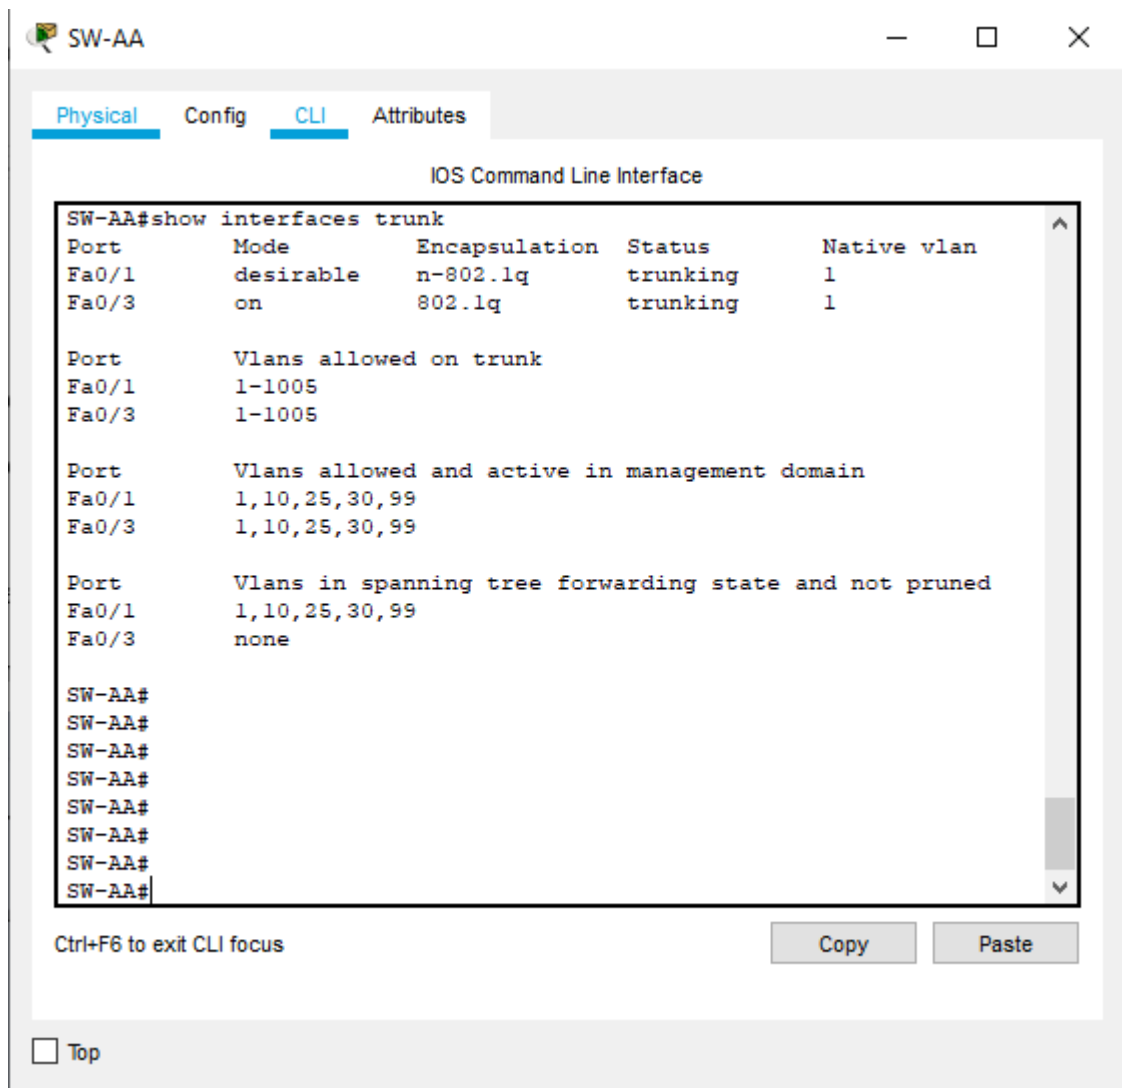 SW-AA
Physical Config CLI Attributes
IOS Command Line Interface
SW-AA#show interfaces trunk
Port Mode Encapsulation Status Native vlan
Fa0/1 desirable n-802.1q trunking 1
Fa0/3 on 802.1q trunking 1
Port Vlans allowed on trunk
Fa0/1 1-1005
Fa0/3 1-1005
Port Vlans allowed and active in management domain
Fa0/1 1,10,25,30,99
Fa0/3 1,10,25,30,99
Port Vlans in spanning tree forwarding state and not pruned
Fa0/1 1,10,25,30,99
Fa0/3 none
SW-AA#
SW-AA#
SW-AA#
SW-AA#
SW-AA#
SW-AA#
SW-AA#
SW-AA#
Ctrl+F6 to exit CLI focus Copy Paste
Top